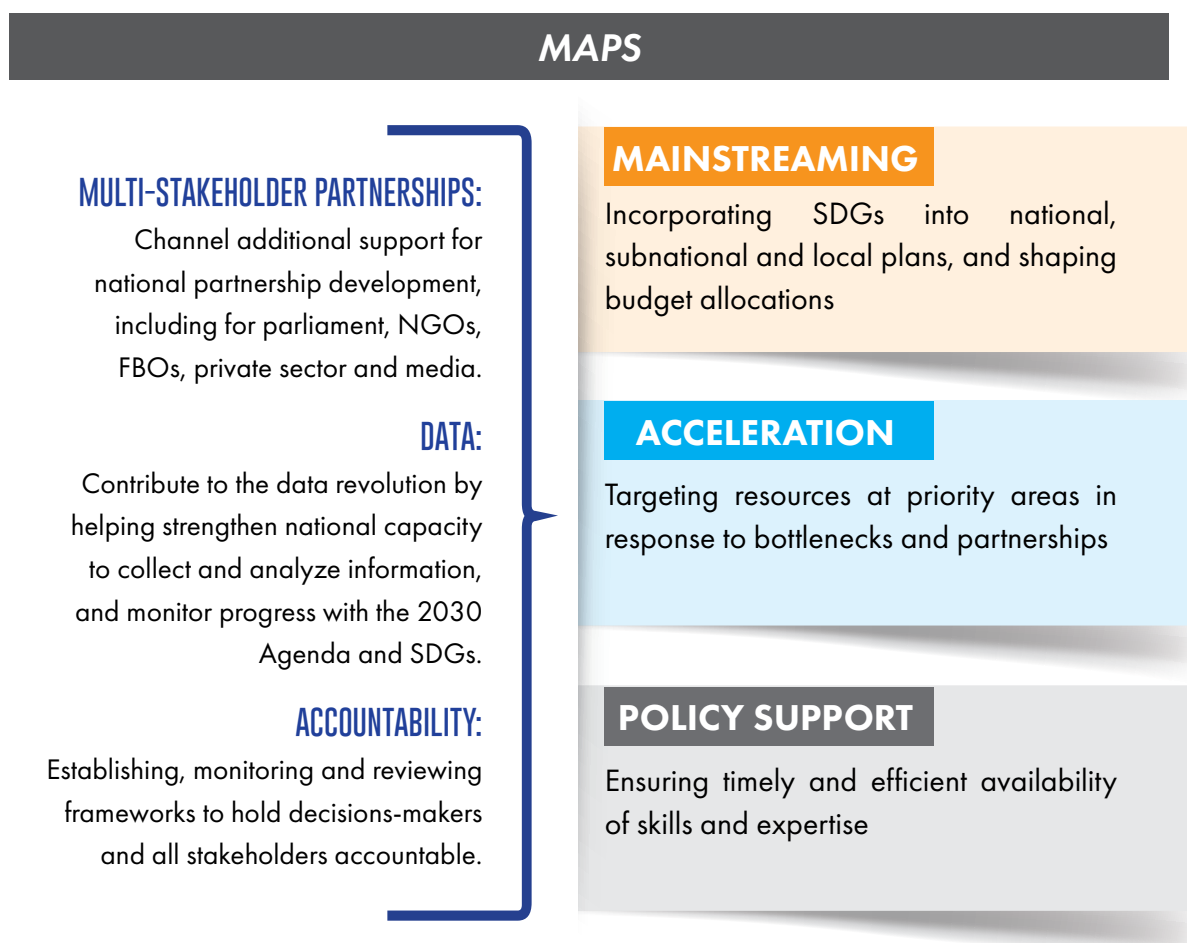 MAPS
MULTI-STAKEHOLDER PARTNERSHIPS:
Channel additional support for
national partnership development,
including for parliament, NGOs,
FBOs, private sector and media.
DATA:
Contribute to the data revolution by
helping strengthen national capacity
to collect and analyze information,
and monitor progress with the 2030
Agenda and SDGs.
ACCOUNTABILITY:
Establishing, monitoring and reviewing
frameworks to hold decisions-makers
and all stakeholders accountable.
MAINSTREAMING
Incorporating SDGs into national,
subnational and local plans, and shaping
budget allocations
ACCELERATION
Targeting resources at priority areas in
response to bottlenecks and partnerships
POLICY SUPPORT
Ensuring timely and efficient availability
of skills and expertise